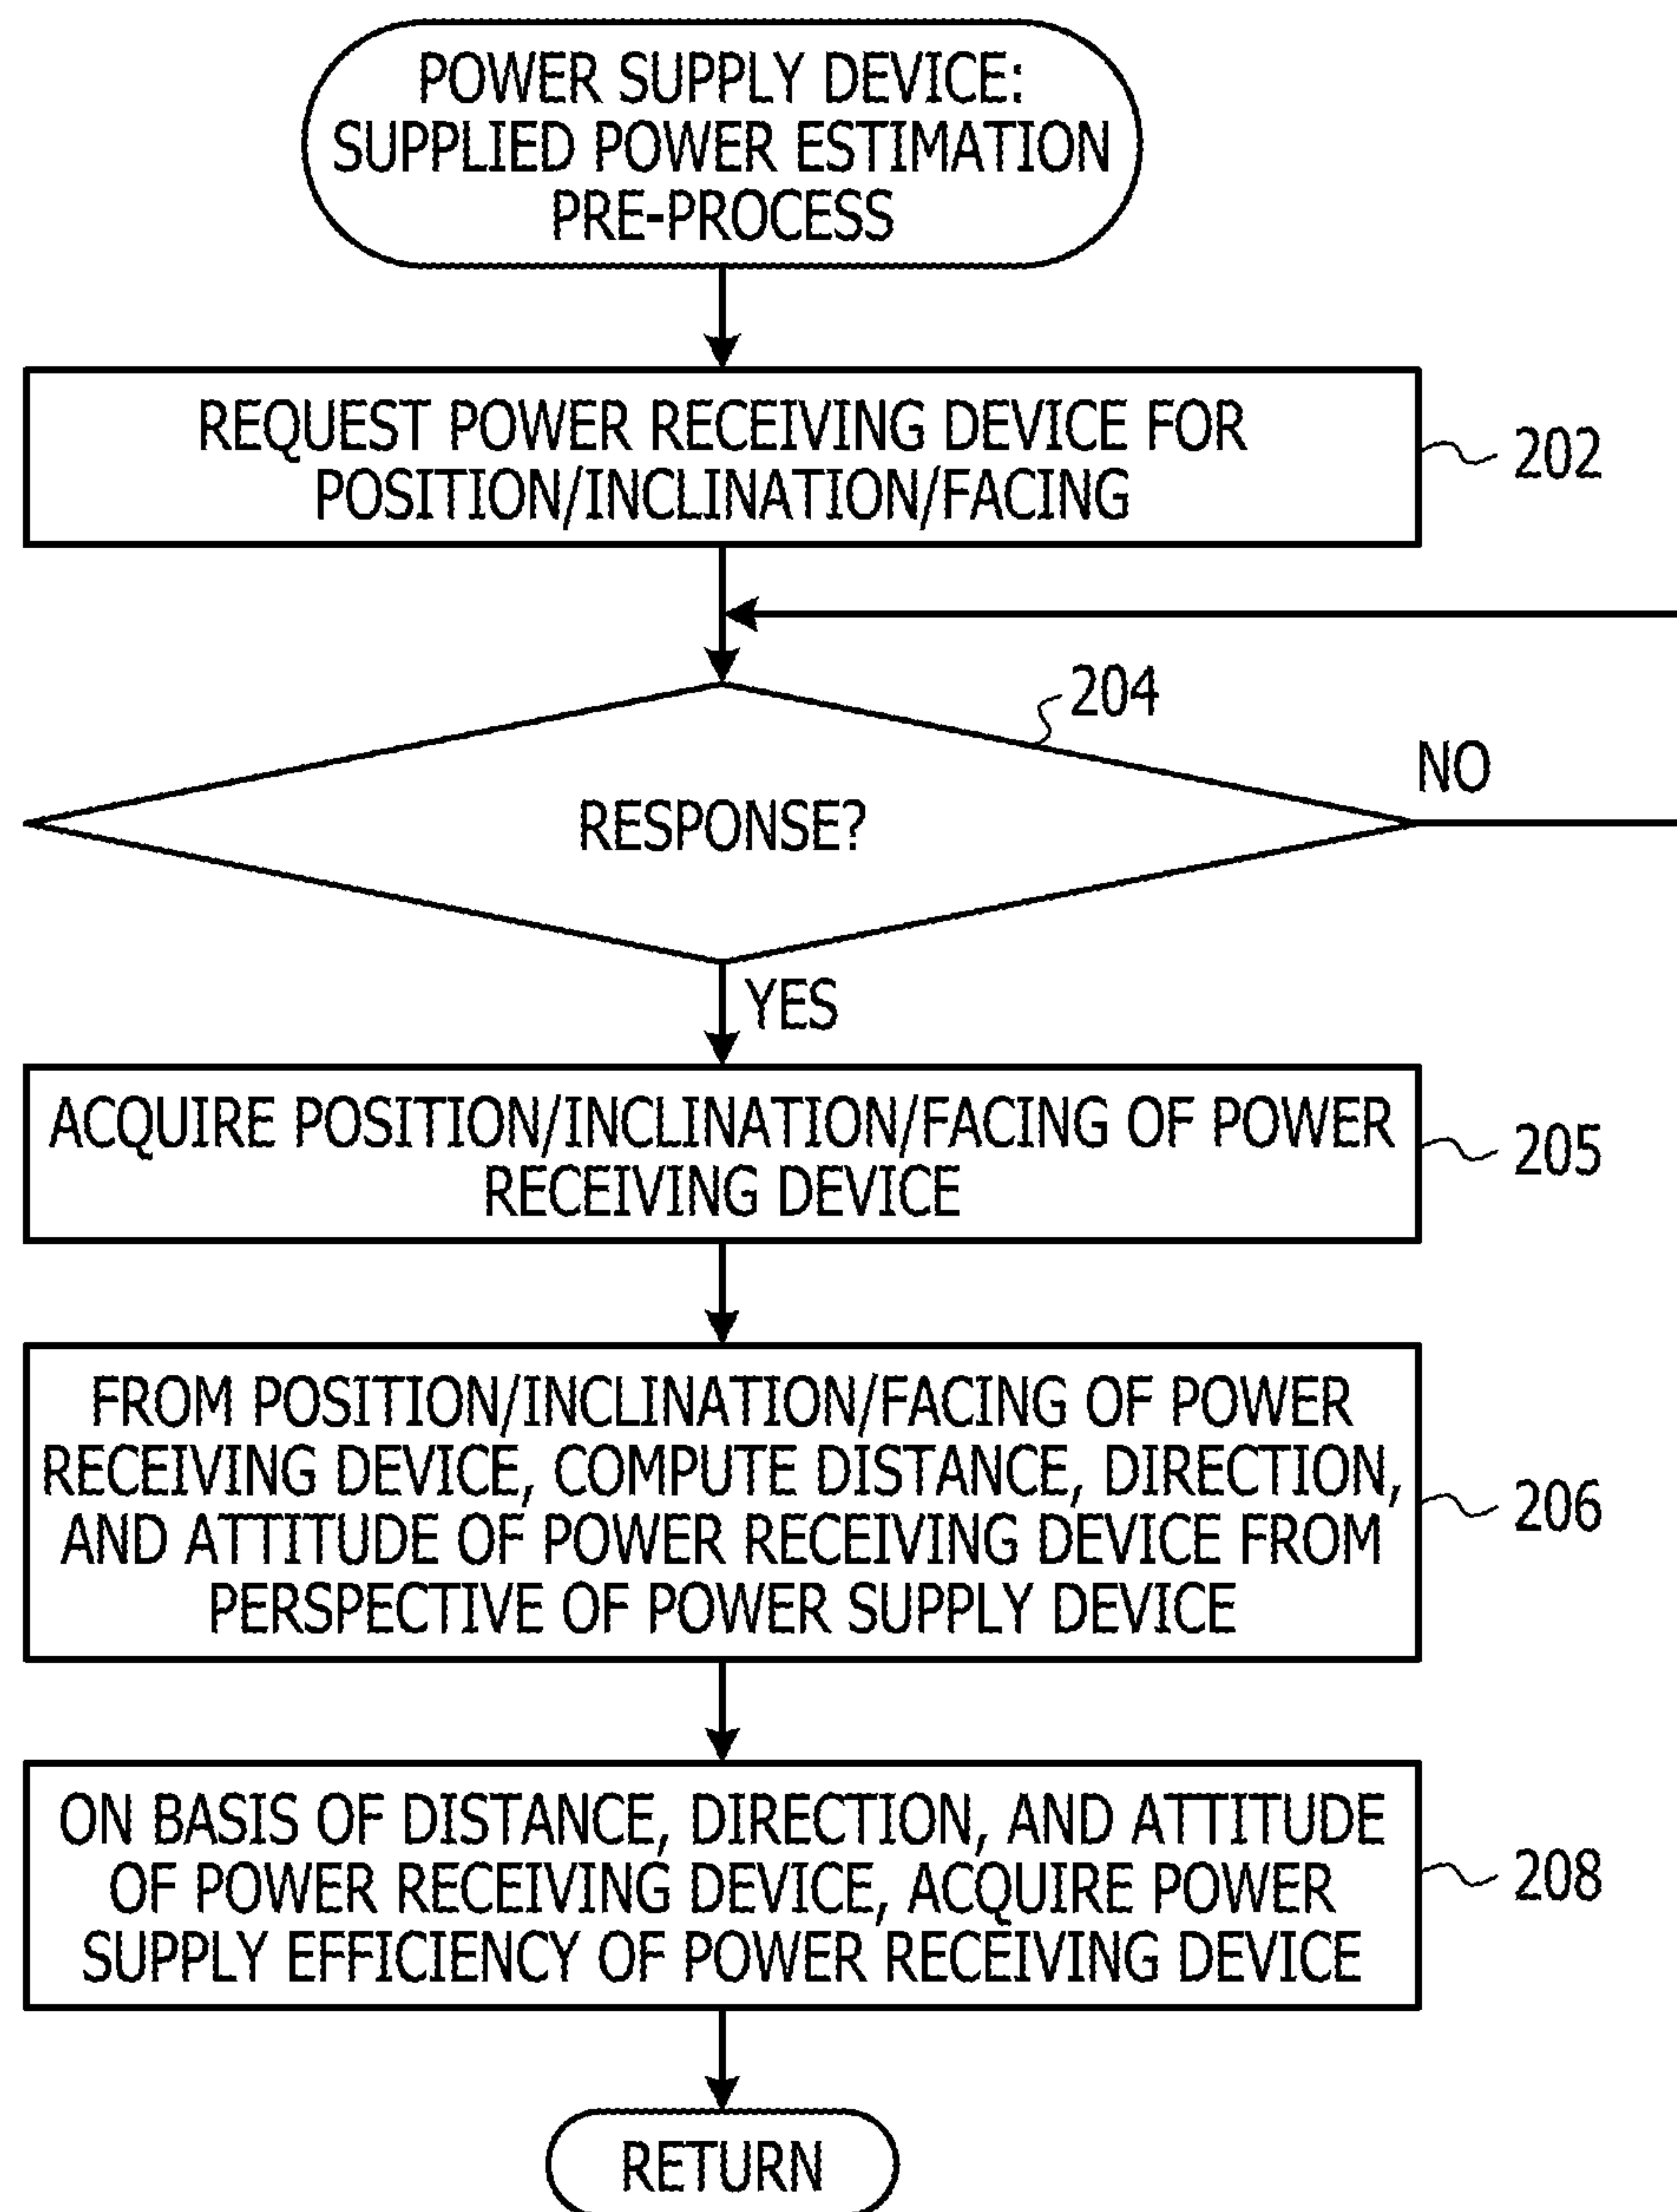 POWER SUPPLY DEVICE:
SUPPLIED POWER ESTIMATION
PRE-PROCESS
REQUEST POWER RECEIVING DEVICE FOR
POSITION/INCLINATION/FACING
202
204
NO
RESPONSE?
YES
ACQUIRE POSITION/INCLINATION/FACING OF POWER
RECEIVING DEVICE
205
FROM POSITION/INCLINATION/FACING OF POWER
RECEIVING DEVICE, COMPUTE DISTANCE, DIRECTION,
AND ATTITUDE OF POWER RECEIVING DEVICE FROM
PERSPECTIVE OF POWER SUPPLY DEVICE
206
ON BASIS OF DISTANCE, DIRECTION, AND ATTITUDE
OF POWER RECEIVING DEVICE, ACQUIRE POWER
SUPPLY EFFICIENCY OF POWER RECEIVING DEVICE
208
RETURN